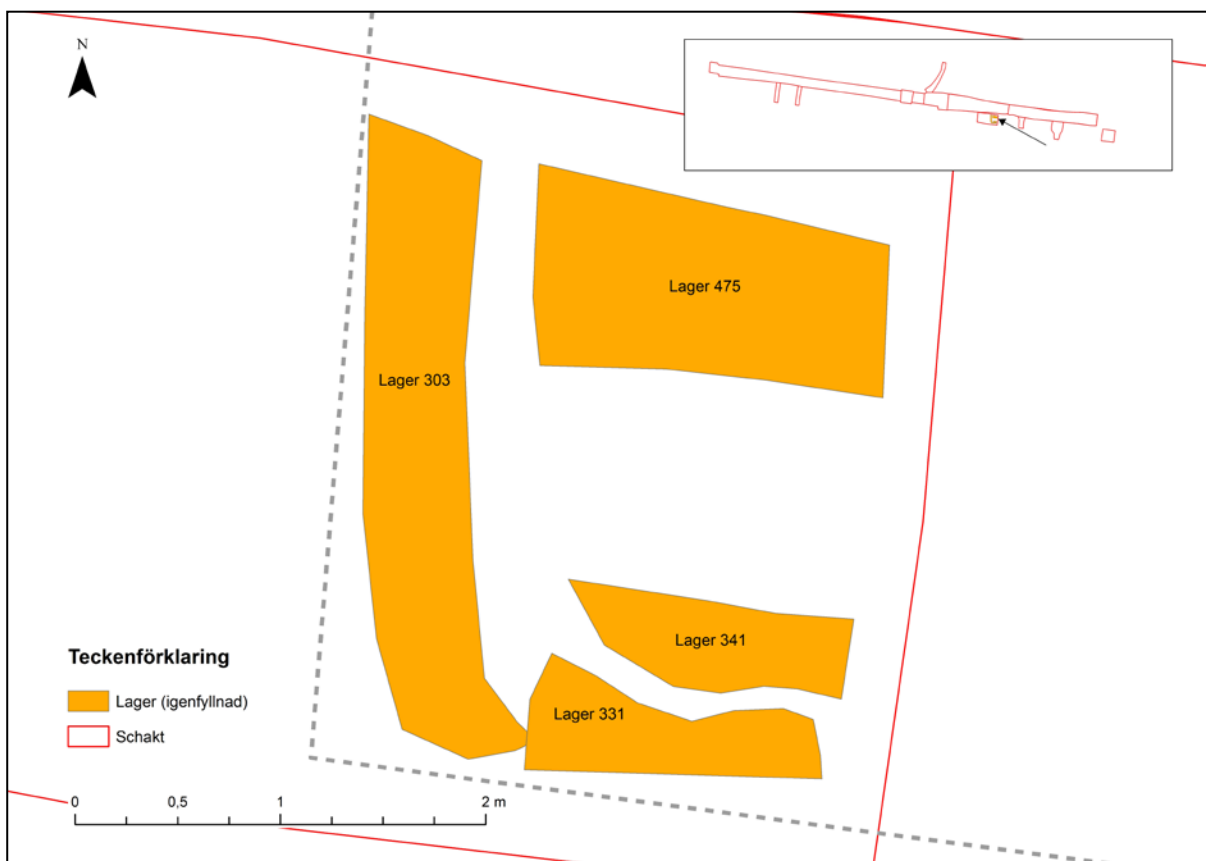 N
Lager 475
Lager 303
Lager 341
Lager 331
Teckenförklaring
Lager (igenfyllnad)
Schakt
0 0,5 1 2 m